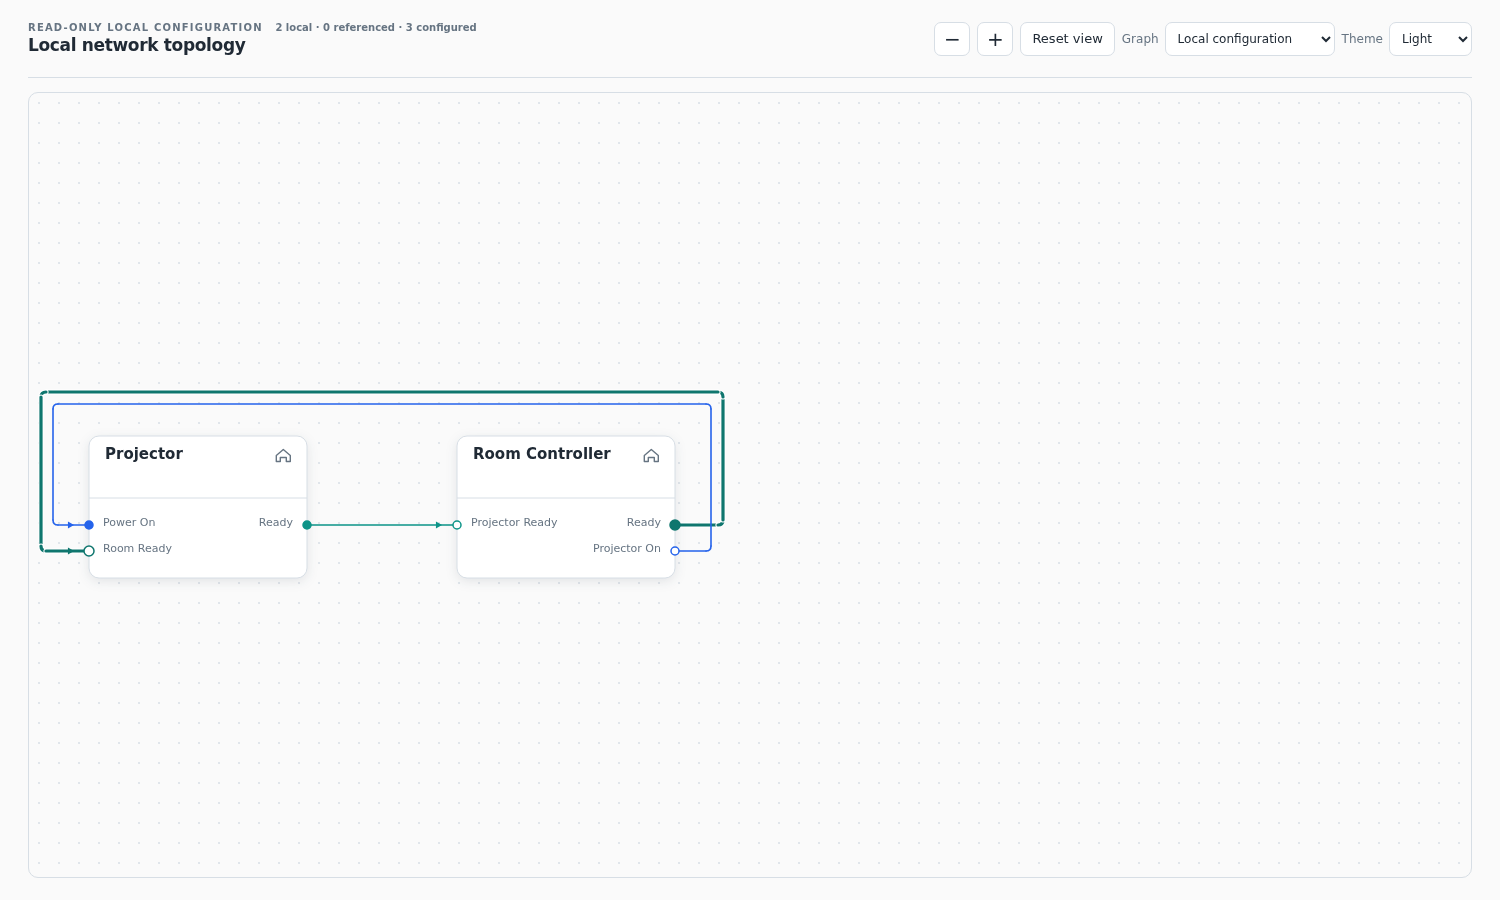 READ-ONLY LOCAL CONFIGURATION 2 local · 0 referenced · 3 configured
Local network topology
− + Reset view Graph Local configuration Theme Light
Projector
Power On Ready
Room Ready
Room Controller
Projector Ready Ready
Projector On